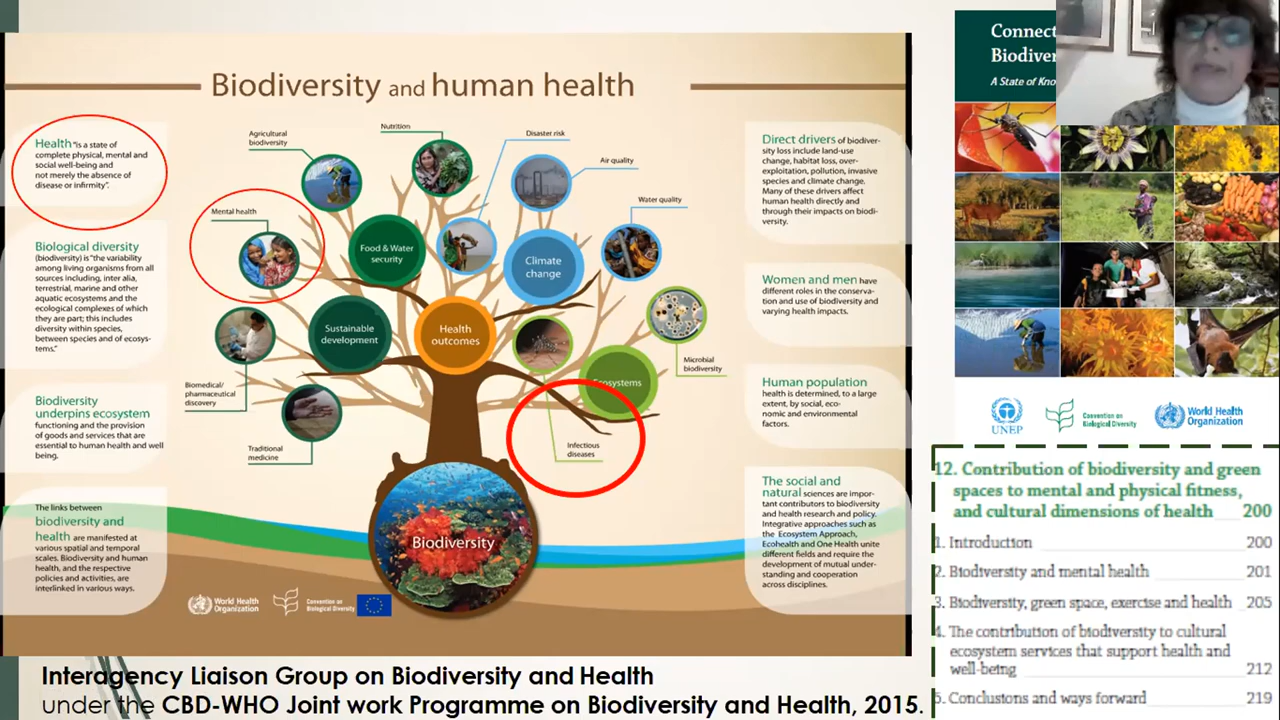 Biodiversity and human health
Health "is a state of
complete physical, mental and
social well-being and
not merely the absence of
disease or infirmity".
Biological diversity
(biodiversity) is "the variability
among living organisms from all
sources including, inter alia,
terrestrial, marine and other
aquatic ecosystems and the
ecological complexes of which
they are part; this includes
diversity within species,
between species and of ecosys-
tems."
Biodiversity
underpins ecosystem
functioning and the provision
of goods and services that are
essential to human health and well
being.
The links between
biodiversity and
health are manifested at
various spatial and temporal
scales. Biodiversity and human
health, and the respective
policies and activities, are
interlinked in various ways.
Agricultural
biodiversity
Nutrition
Disaster risk
Air quality
Water quality
Mental health
Food & Water
security
Climate
change
Sustainable
development
Health
outcomes
Ecosystems
Microbial
biodiversity
Biomedical/
pharmaceutical
discovery
Traditional
medicine
Infectious
diseases
Biodiversity
World Health
Organization
Convention on
Biological Diversity
Direct drivers of biodiver-
sity loss include land-use
change, habitat loss, over-
exploitation, pollution, invasive
species and climate change.
Many of these drivers affect
human health directly and
through their impacts on biodi-
versity.
Women and men have
different roles in the conserva-
tion and use of biodiversity and
varying health impacts.
Human population
health is determined, to a large
extent, by social, eco-
nomic and environmental
factors.
The social and
natural sciences are impor-
tant contributors to biodiversity
and health research and policy.
Integrative approaches such as
the Ecosystem Approach,
Ecohealth and One Health unite
different fields and require the
development of mutual under-
standing and cooperation
across disciplines.
Interagency Liaison Group on Biodiversity and Health
under the CBD-WHO Joint work Programme on Biodiversity and Health, 2015.
Connect
Biodiver
A State of Kno
UNEP
Convention on
Biological Diversity
World Health
Organization
12. Contribution of biodiversity and green
spaces to mental and physical fitness,
and cultural dimensions of health 200
1. Introduction 200
2. Biodiversity and mental health 201
3. Biodiversity, green space, exercise and health 205
4. The contribution of biodiversity to cultural
ecosystem services that support health and
well-being 212
5. Conclusions and ways forward 219